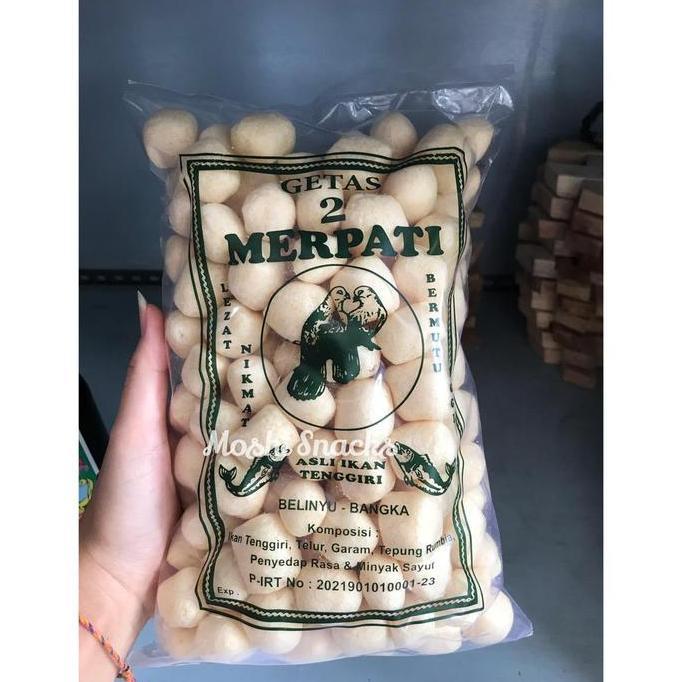 GETAS
2
MERPATI
LEZAT
NIKMAT
BERMUTU
Moshi Snacks
ASLI IKAN
TENGGIRI
BELINYU - BANGKA
Komposisi :
Ikan Tenggiri, Telur, Garam, Tepung Rumbia,
Penyedap Rasa & Minyak Sayur
P-IRT No : 2021901010001-23
Exp .